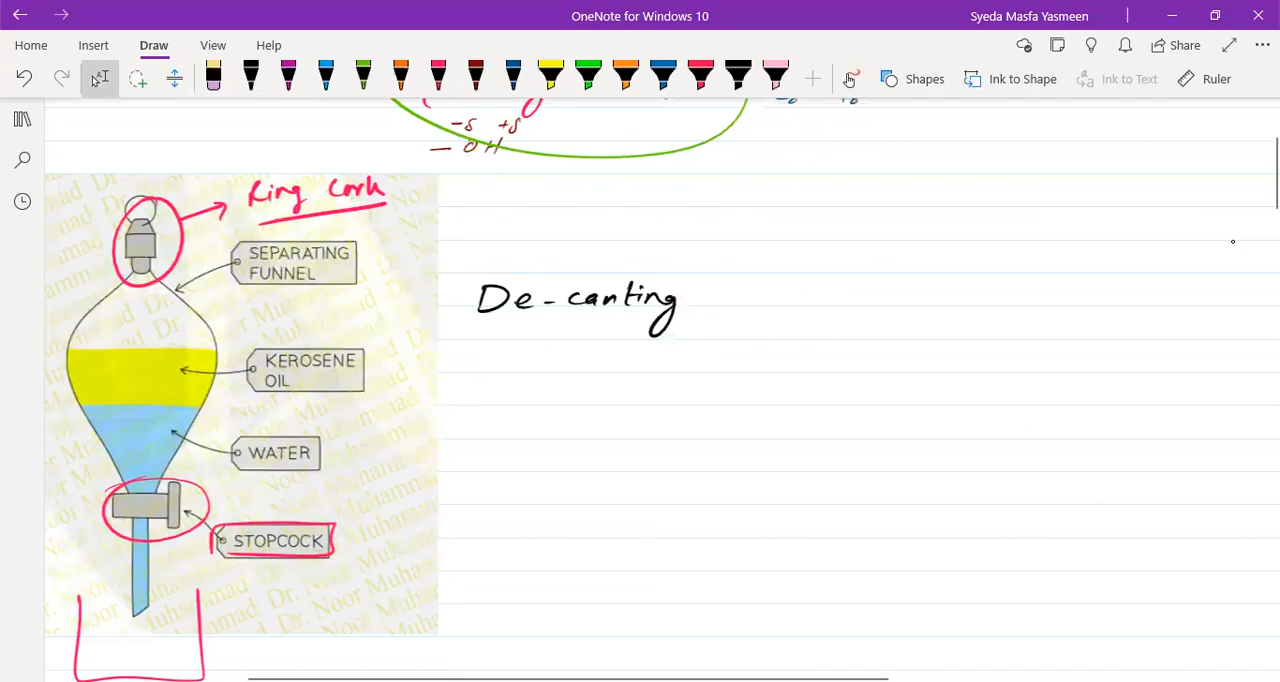 OneNote for Windows 10
Syeda Masfa Yasmeen
Home Insert Draw View Help
Share
Shapes
Ink to Shape
Ink to Text
Ruler
-δ +δ
— OH
Ring Cork
SEPARATING
FUNNEL
De-canting
KEROSENE
OIL
WATER
STOPCOCK